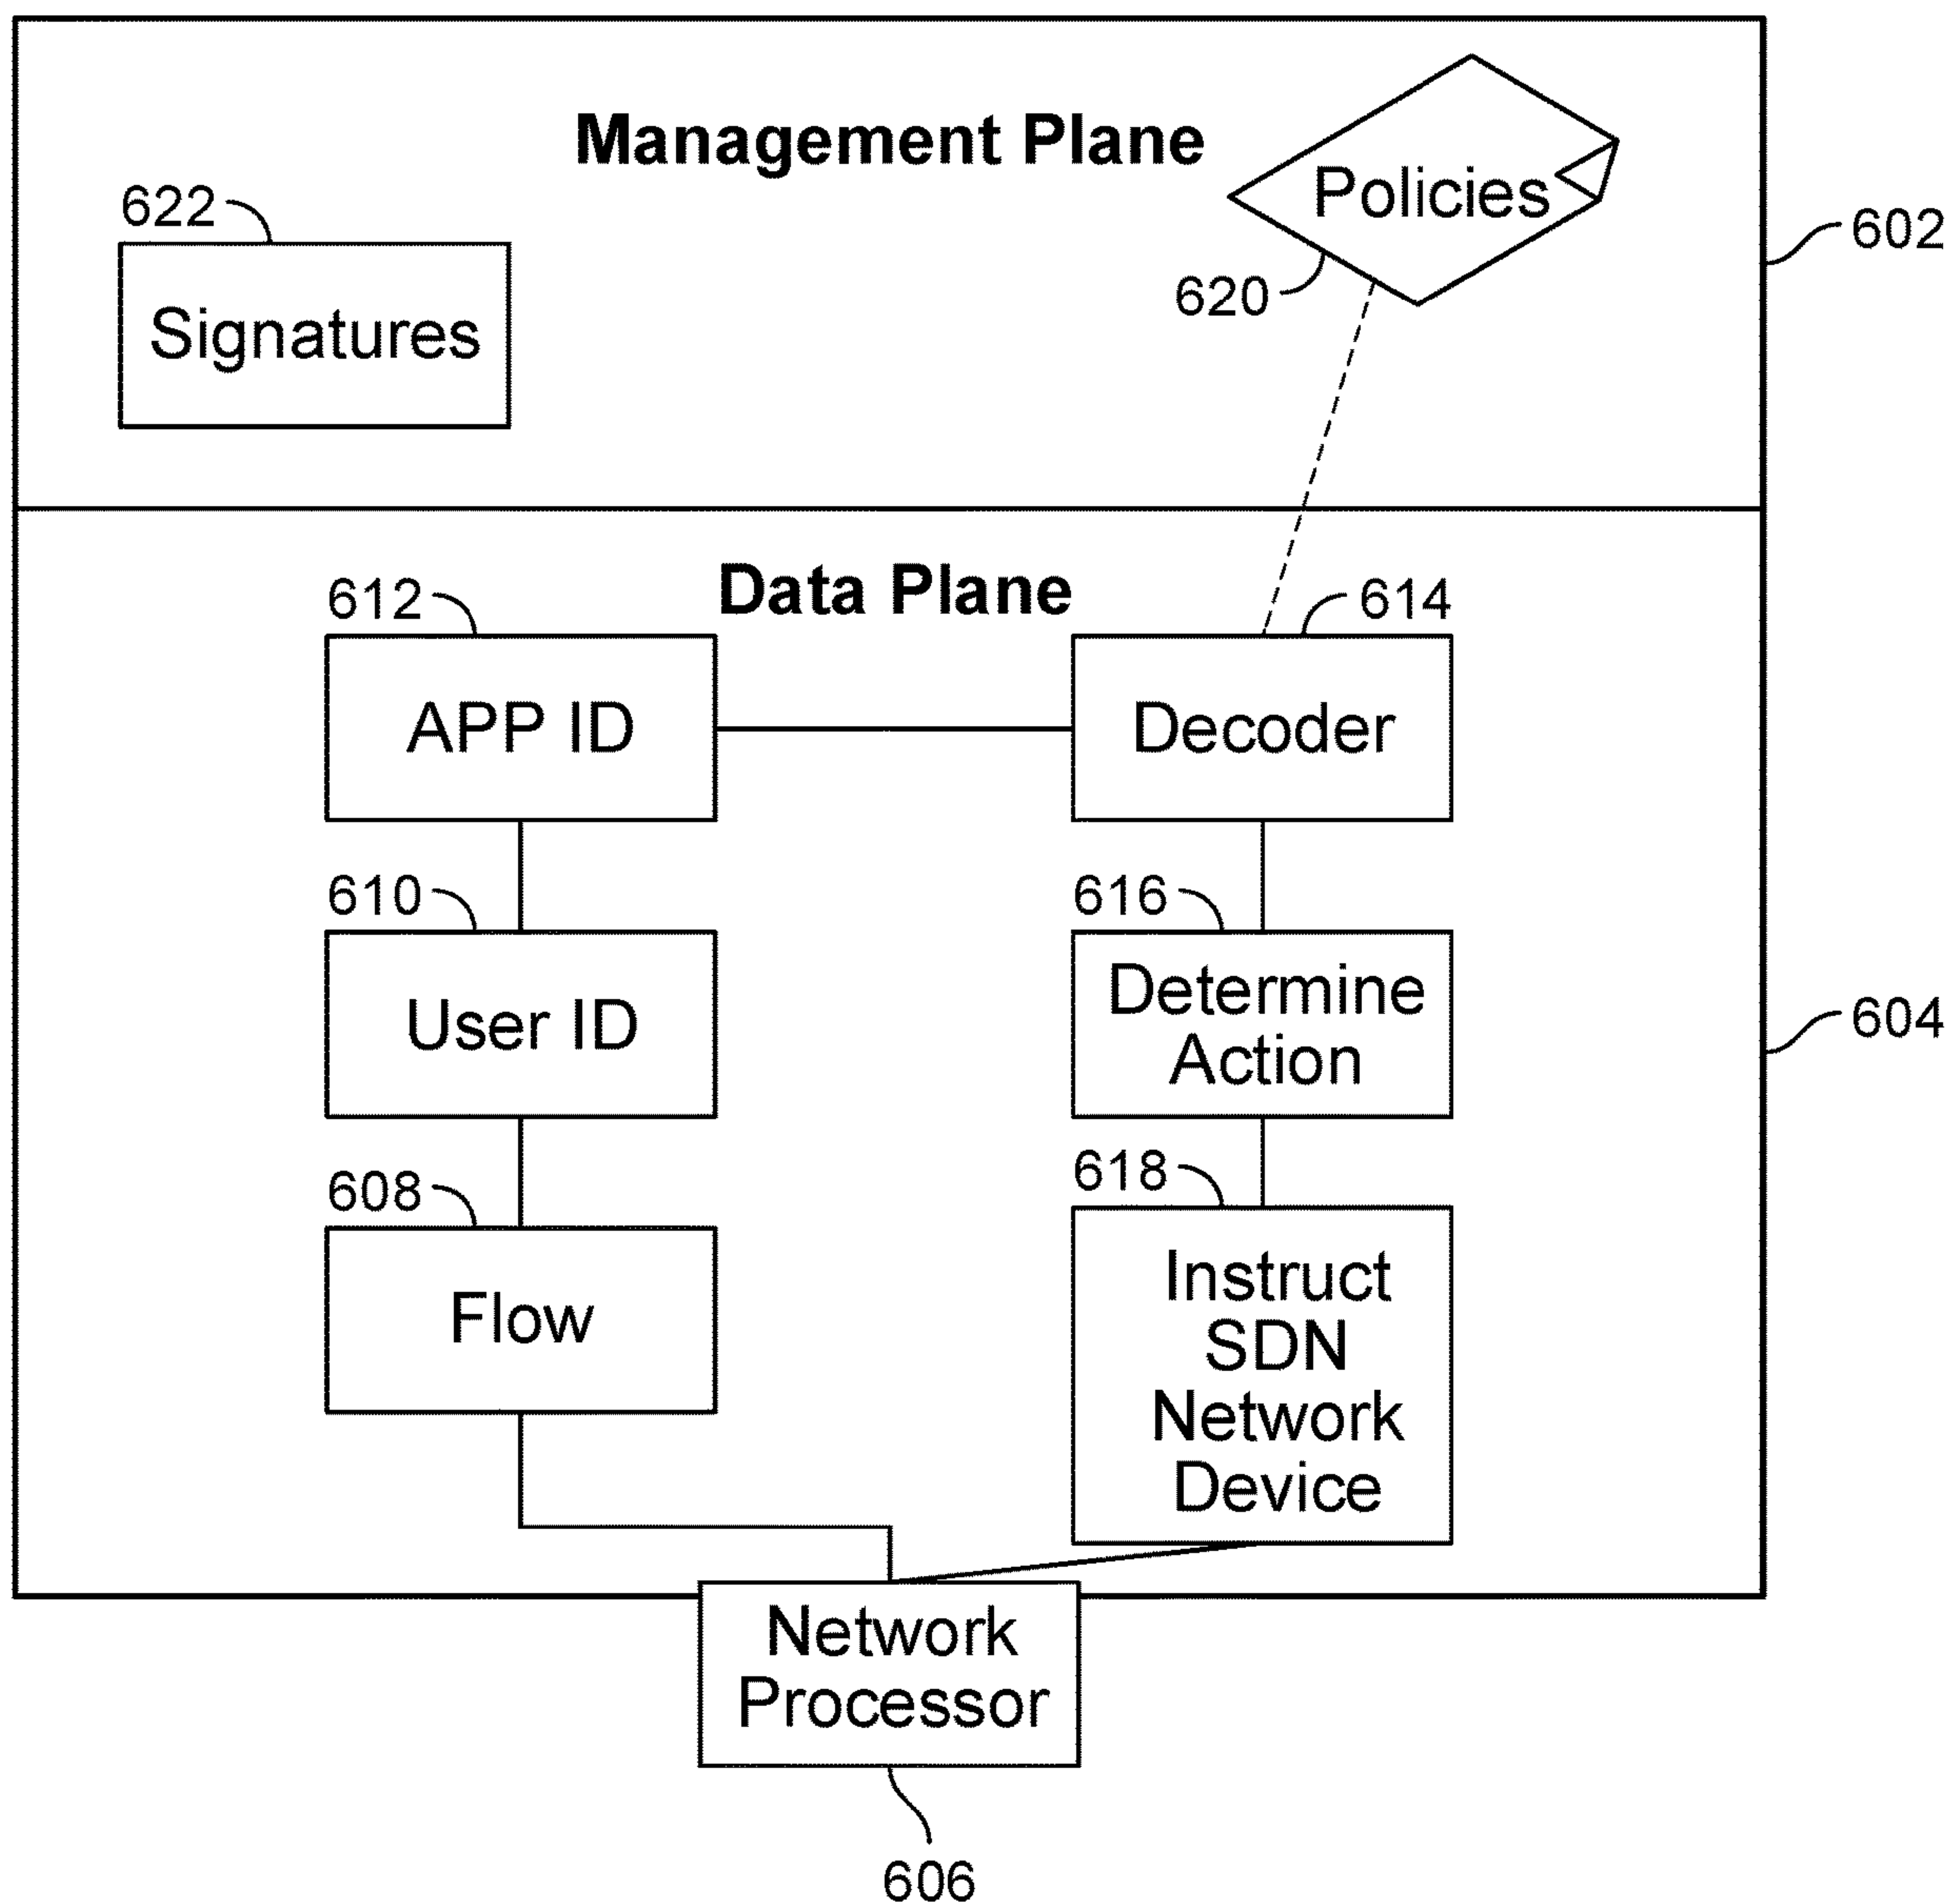 Management Plane
Policies
622
602
620
Signatures
Data Plane
612
614
APP ID
Decoder
610
616
User ID
Determine
Action
604
608
618
Flow
Instruct
SDN
Network
Device
Network
Processor
606